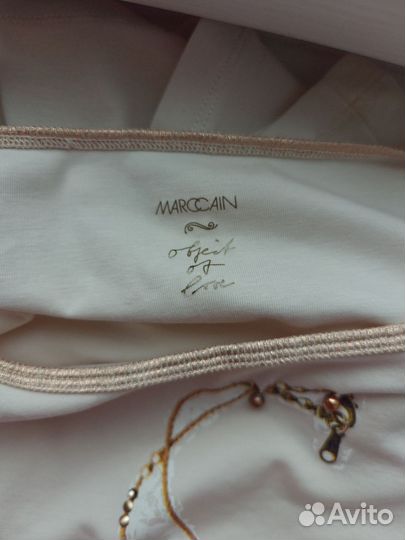 MARCCAIN
object
of
love
Avito